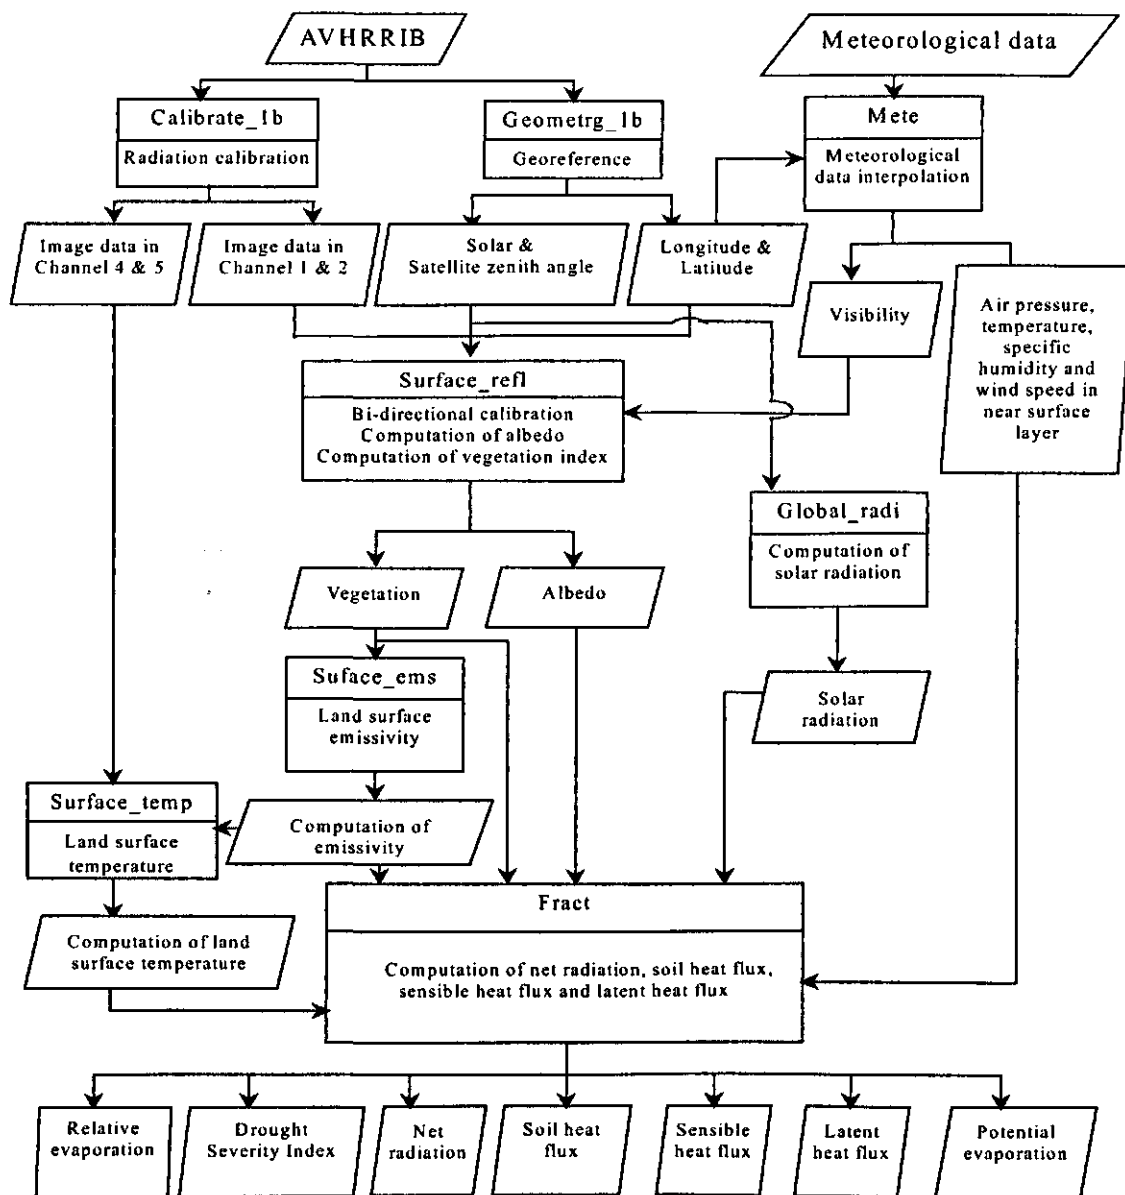 AVHRRIB
Meteorological data
Calibrate_1b
Radiation calibration
Geometrg_1b
Georeference
Mete
Meteorological
data interpolation
Image data in
Channel 4 & 5
Image data in
Channel 1 & 2
Solar &
Satellite zenith angle
Longitude &
Latitude
Visibility
Air pressure,
temperature,
specific
humidity and
wind speed in
near surface
layer
Surface_refl
Bi-directional calibration
Computation of albedo
Computation of vegetation index
Global_radi
Computation of
solar radiation
Vegetation
Albedo
Suface_ems
Land surface
emissivity
Solar
radiation
Surface_temp
Land surface
temperature
Computation of
emissivity
Fract
Computation of net radiation, soil heat flux,
sensible heat flux and latent heat flux
Computation of land
surface temperature
Relative
evaporation
Drought
Severity Index
Net
radiation
Soil heat
flux
Sensible
heat flux
Latent
heat flux
Potential
evaporation